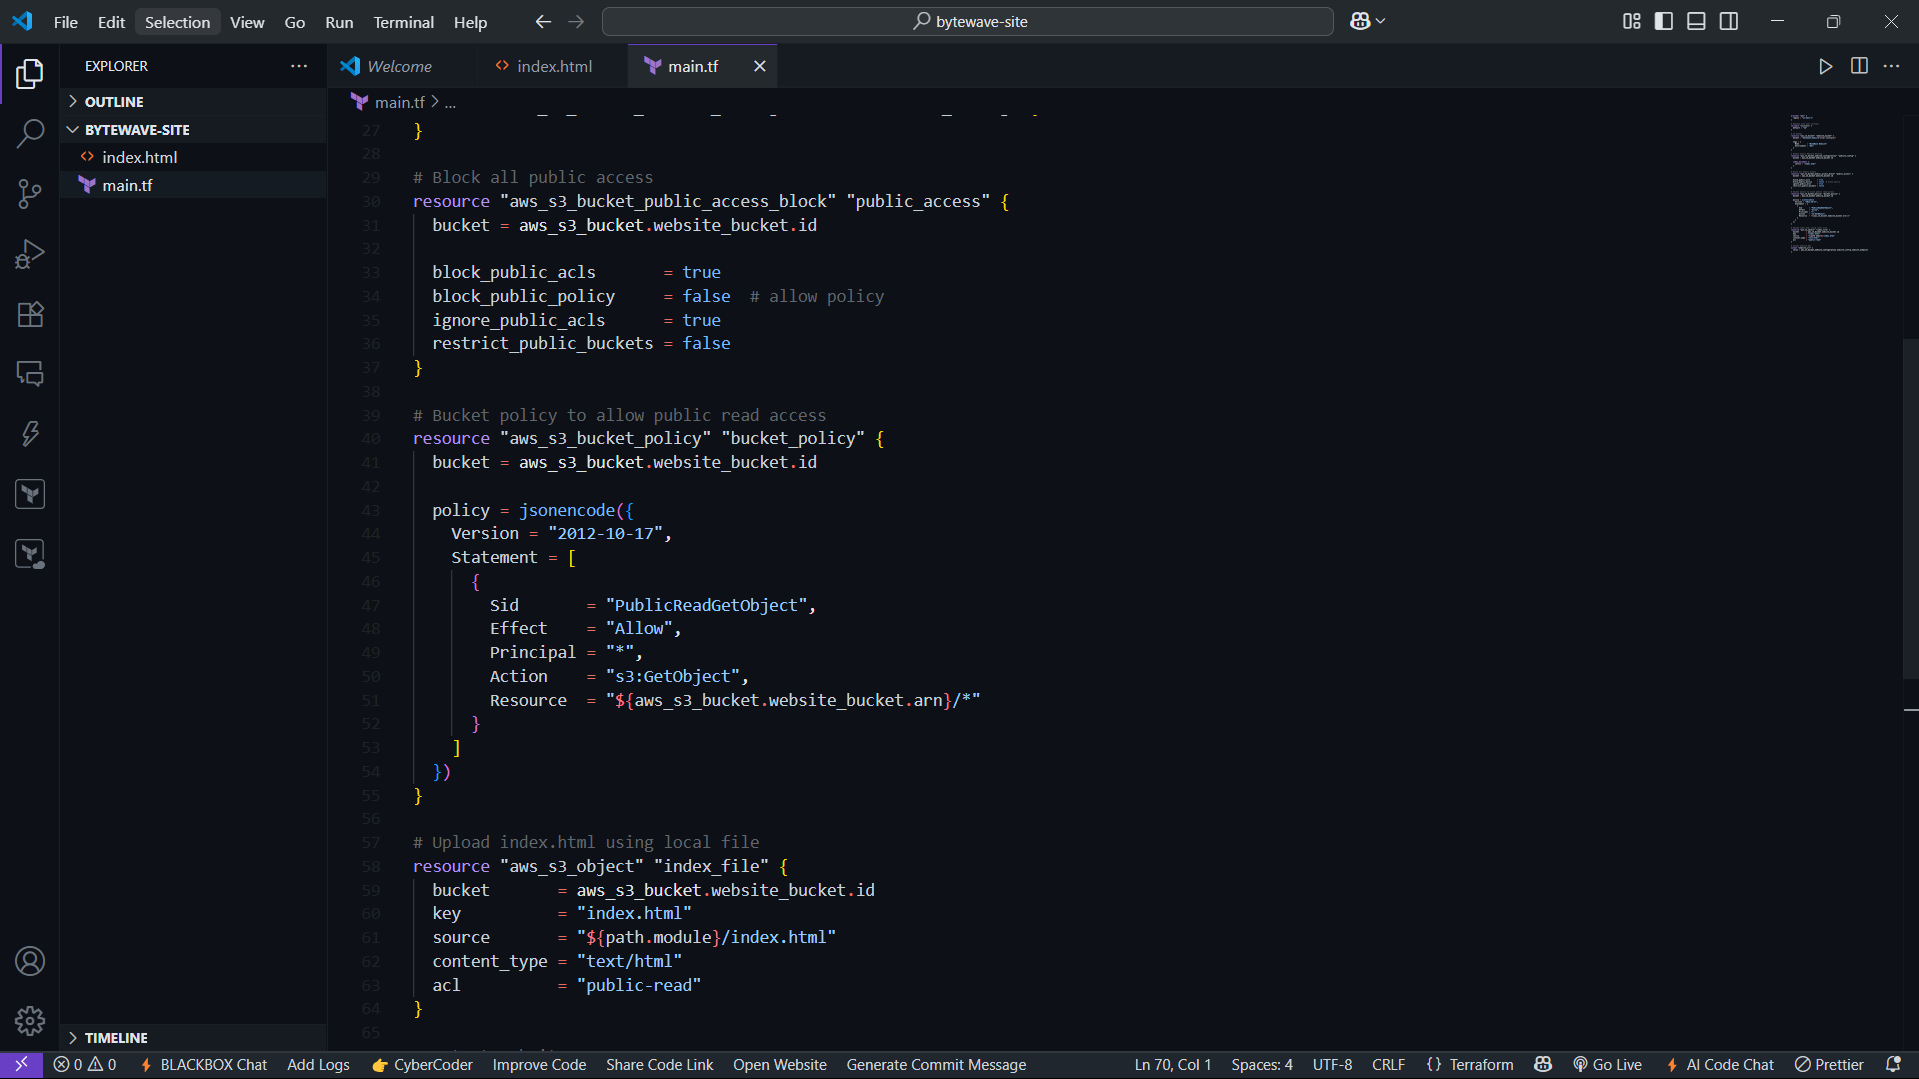 File Edit Selection View Go Run Terminal Help
bytewave-site
EXPLORER
OUTLINE
BYTEWAVE-SITE
index.html
main.tf
TIMELINE
Welcome index.html main.tf
main.tf > ...
27 }
28
29 # Block all public access
30 resource "aws_s3_bucket_public_access_block" "public_access" {
31 bucket = aws_s3_bucket.website_bucket.id
32
33 block_public_acls = true
34 block_public_policy = false # allow policy
35 ignore_public_acls = true
36 restrict_public_buckets = false
37 }
38
39 # Bucket policy to allow public read access
40 resource "aws_s3_bucket_policy" "bucket_policy" {
41 bucket = aws_s3_bucket.website_bucket.id
42
43 policy = jsonencode({
44 Version = "2012-10-17",
45 Statement = [
46 {
47 Sid = "PublicReadGetObject",
48 Effect = "Allow",
49 Principal = "*",
50 Action = "s3:GetObject",
51 Resource = "${aws_s3_bucket.website_bucket.arn}/*"
52 }
53 ]
54 })
55 }
56
57 # Upload index.html using local file
58 resource "aws_s3_object" "index_file" {
59 bucket = aws_s3_bucket.website_bucket.id
60 key = "index.html"
61 source = "${path.module}/index.html"
62 content_type = "text/html"
63 acl = "public-read"
64 }
65
0 0 BLACKBOX Chat Add Logs CyberCoder Improve Code Share Code Link Open Website Generate Commit Message Ln 70, Col 1 Spaces: 4 UTF-8 CRLF {} Terraform Go Live AI Code Chat Prettier